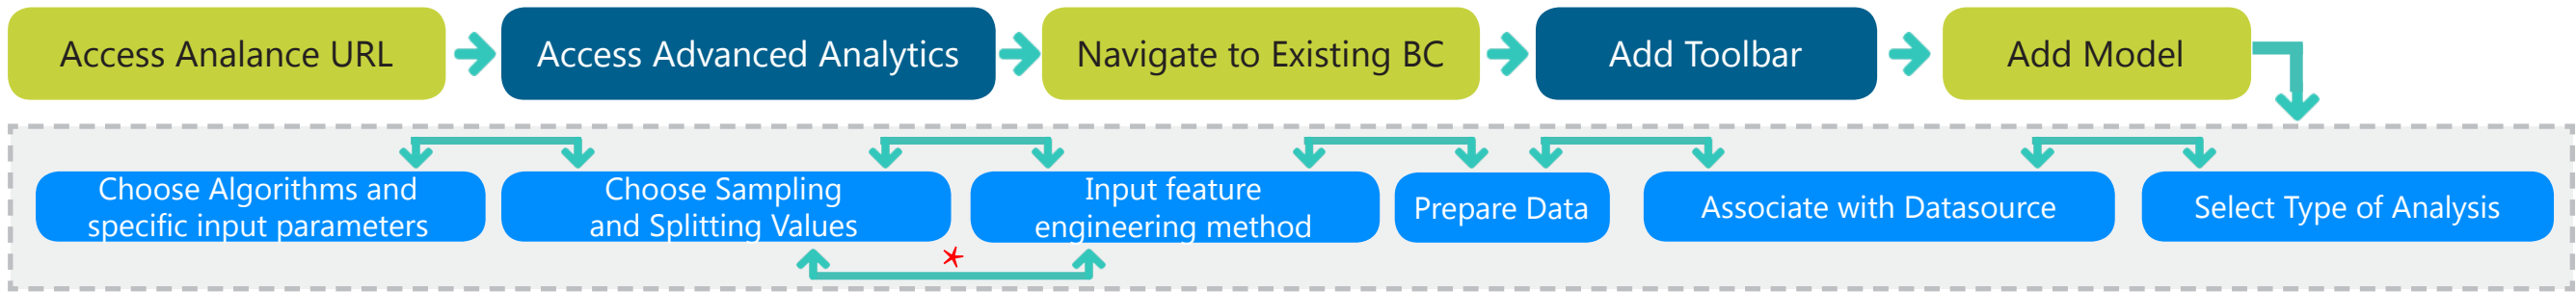 Access Analance URL
Access Advanced Analytics
Navigate to Existing BC
Add Toolbar
Add Model
Choose Algorithms and
specific input parameters
Choose Sampling
and Splitting Values
Input feature
engineering method
Prepare Data
Associate with Datasource
Select Type of Analysis
*